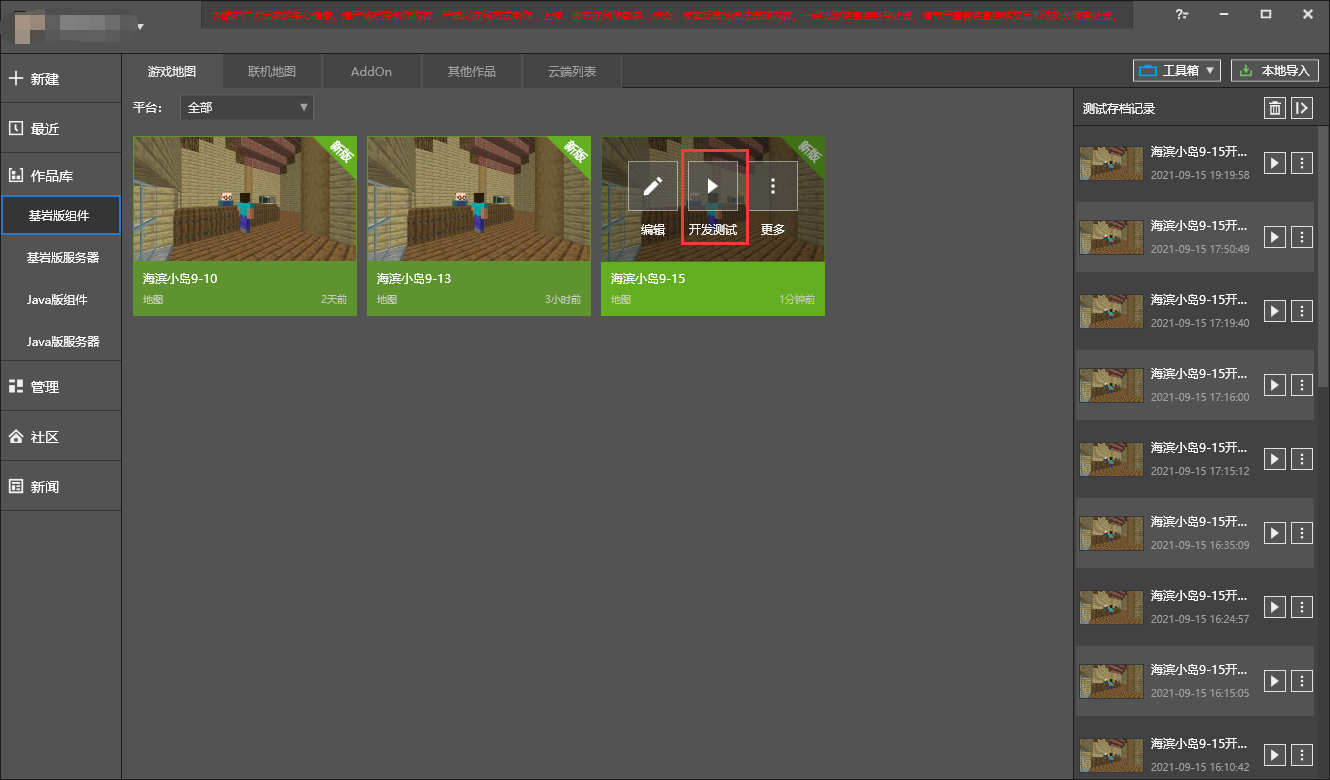 ?
新建
最近
作品库
基岩版组件
基岩版服务器
Java版组件
Java版服务器
管理
社区
新闻
游戏地图
联机地图
AddOn
其他作品
云端列表
工具箱
本地导入
平台：
全部
新版
海滨小岛9-10
地图
2天前
新版
海滨小岛9-13
地图
3小时前
新版
编辑
开发测试
更多
海滨小岛9-15
地图
1分钟前
测试存档记录
海滨小岛9-15开...
2021-09-15 19:19:58
海滨小岛9-15开...
2021-09-15 17:50:49
海滨小岛9-15开...
2021-09-15 17:19:40
海滨小岛9-15开...
2021-09-15 17:16:00
海滨小岛9-15开...
2021-09-15 17:15:12
海滨小岛9-15开...
2021-09-15 16:35:09
海滨小岛9-15开...
2021-09-15 16:24:57
海滨小岛9-15开...
2021-09-15 16:15:05
海滨小岛9-15开...
2021-09-15 16:10:42